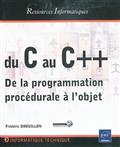 Ressources Informatiques
du C au C++
De la programmation
procédurale à l'objet
Frédéric DROUILLON
INFORMATIQUE TECHNIQUE